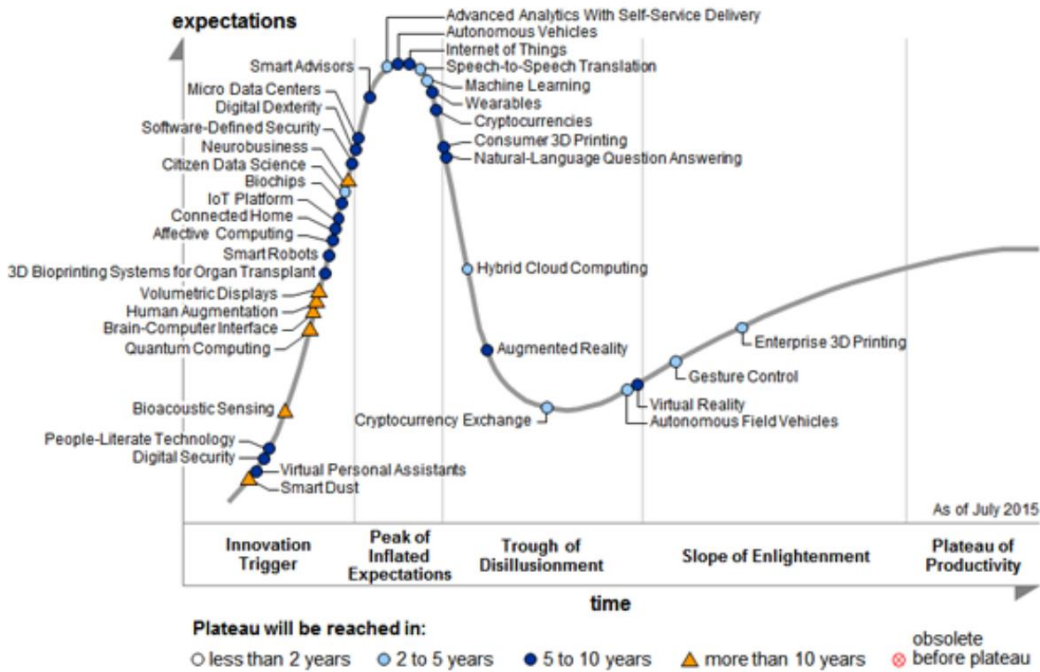 expectations
Advanced Analytics With Self-Service Delivery
Autonomous Vehicles
Internet of Things
Speech-to-Speech Translation
Machine Learning
Wearables
Cryptocurrencies
Consumer 3D Printing
Natural-Language Question Answering
Smart Advisors
Micro Data Centers
Digital Dexterity
Software-Defined Security
Neurobusiness
Citizen Data Science
Biochips
IoT Platform
Connected Home
Affective Computing
Smart Robots
3D Bioprinting Systems for Organ Transplant
Volumetric Displays
Human Augmentation
Brain-Computer Interface
Quantum Computing
Bioacoustic Sensing
People-Literate Technology
Digital Security
Virtual Personal Assistants
Smart Dust
Hybrid Cloud Computing
Augmented Reality
Cryptocurrency Exchange
Enterprise 3D Printing
Gesture Control
Virtual Reality
Autonomous Field Vehicles
As of July 2015
Innovation
Trigger
Peak of
Inflated
Expectations
Trough of
Disillusionment
Slope of Enlightenment
Plateau of
Productivity
time
Plateau will be reached in:
less than 2 years
2 to 5 years
5 to 10 years
more than 10 years
obsolete
before plateau